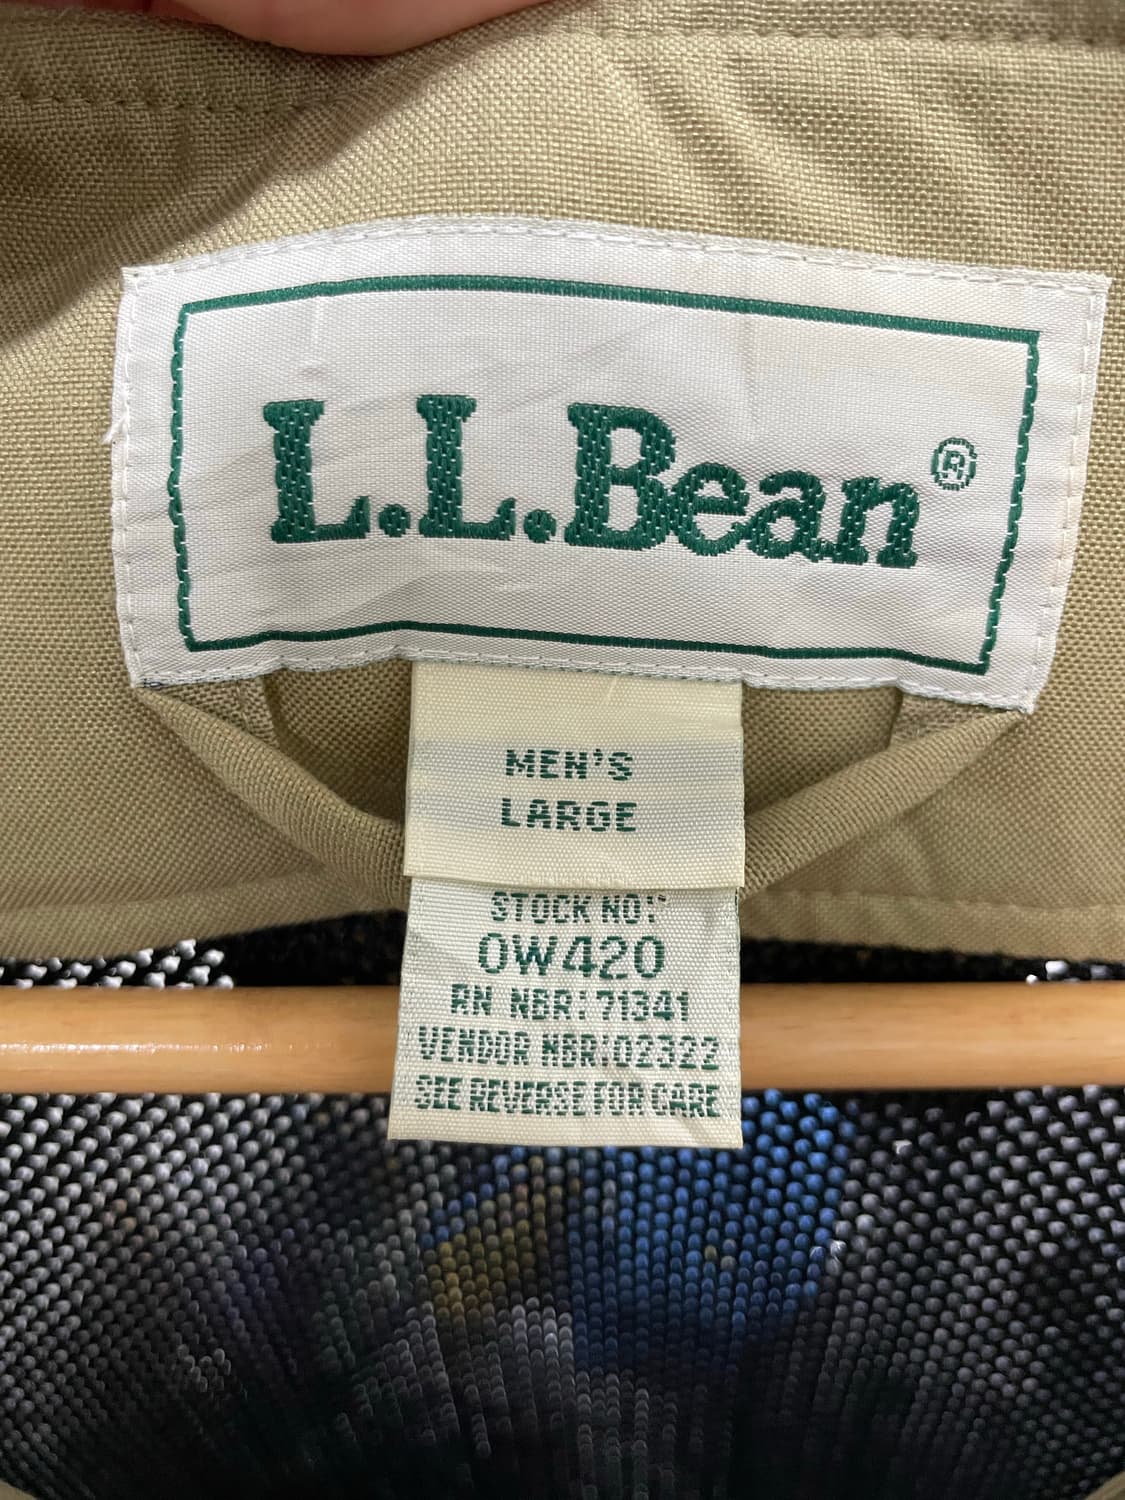 L.L.Bean®
MEN'S
LARGE
STOCK NO:
0W420
RN NBR:71341
VENDOR NBR:02322
SEE REVERSE FOR CARE